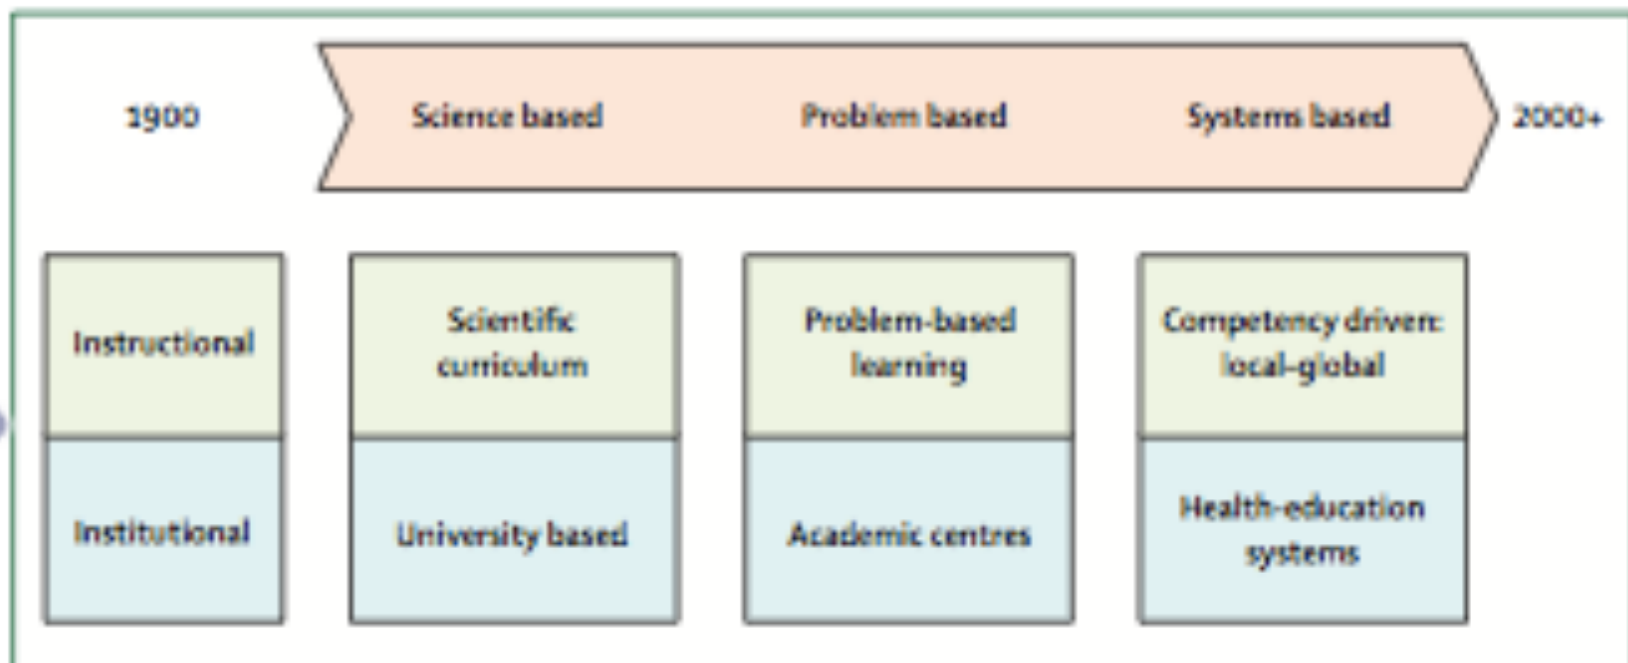 1900 Science based Problem based Systems based 2000+
Instructional
Scientific
curriculum
Problem-based
learning
Competency driven:
local–global
Institutional
University based
Academic centres
Health-education
systems